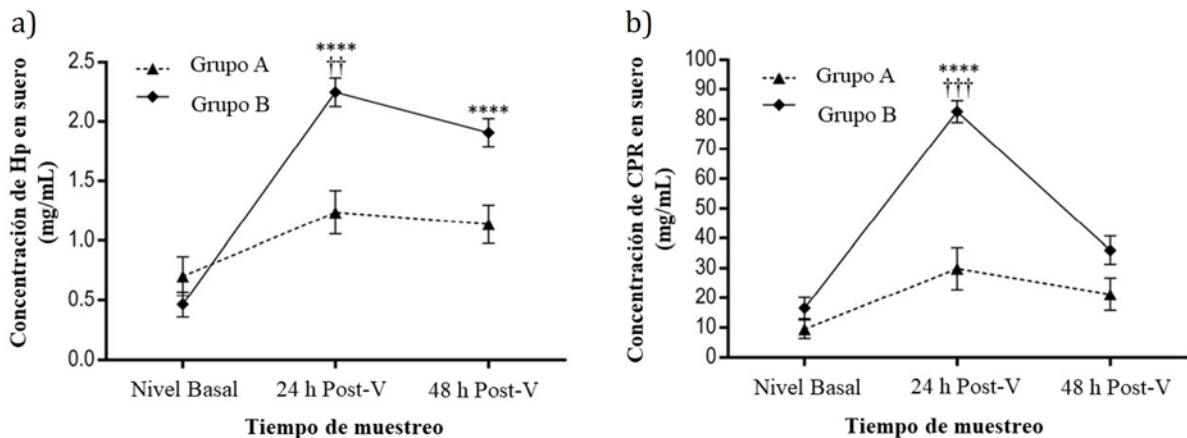 a)
Concentración de Hp en suero
(mg/mL)
2.5
2.0
1.5
1.0
0.5
0.0
Grupo A
Grupo B
****
††
****
Nivel Basal
24 h Post-V
48 h Post-V
Tiempo de muestreo
b)
Concentración de CPR en suero
(mg/mL)
100
90
80
70
60
50
40
30
20
10
0
Grupo A
Grupo B
****
†††
Nivel Basal
24 h Post-V
48 h Post-V
Tiempo de muestreo